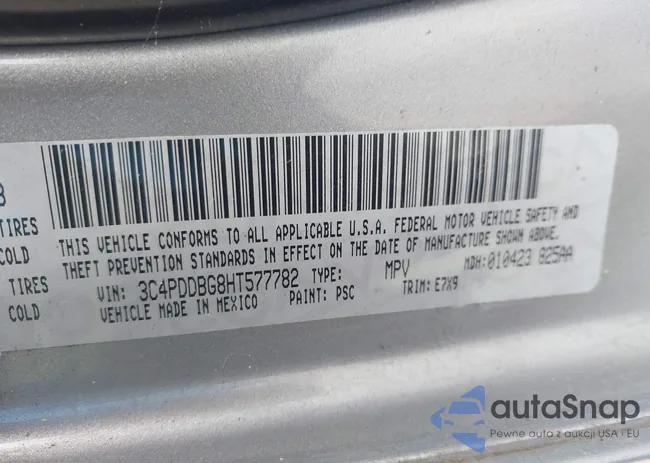 8
TIRES
COLD
TIRES
COLD
THIS VEHICLE CONFORMS TO ALL APPLICABLE U.S.A. FEDERAL MOTOR VEHICLE SAFETY AND
THEFT PREVENTION STANDARDS IN EFFECT ON THE DATE OF MANUFACTURE SHOWN ABOVE.
VIN: 3C4PDDBG8HT577782 TYPE: MPV MDH: 010423 825AA
VEHICLE MADE IN MEXICO PAINT: PSC TRIM: E7X9
autaSnap
Pewne auta z aukcji USA i EU